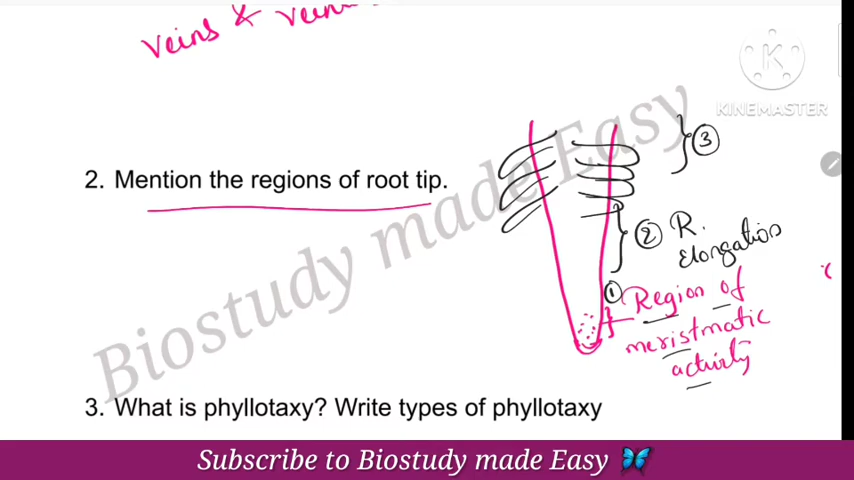 veins &
KINEMASTER
Biostudy made Easy
③
2. Mention the regions of root tip.
② R.
Elongation
① Region of
meristmatic
activity
3. What is phyllotaxy? Write types of phyllotaxy
Subscribe to Biostudy made Easy 🦋